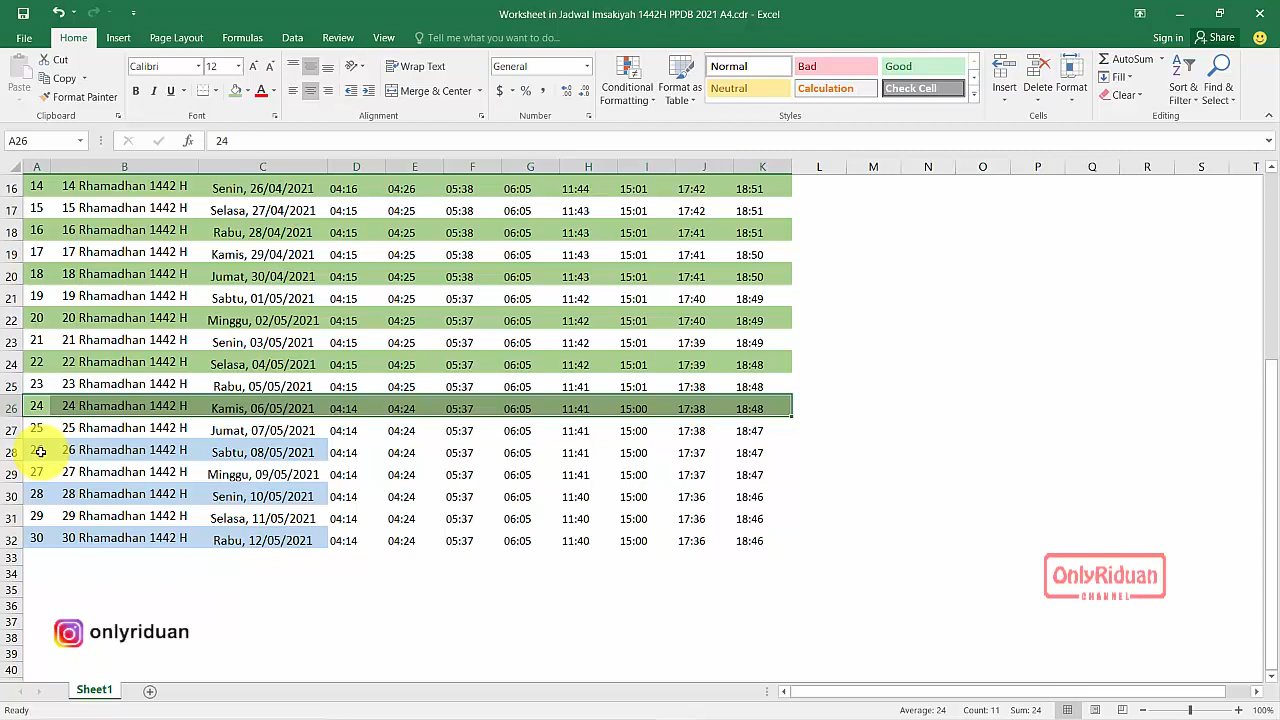 Worksheet in Jadwal Imsakiyah 1442H PPDB 2021 A4.cdr - Excel
File Home Insert Page Layout Formulas Data Review View Tell me what you want to do... Sign in Share
Paste Cut Copy Format Painter Clipboard
Calibri 12 B I U A Font
Wrap Text Merge & Center Alignment
General $ % , Number
Conditional Formatting Format as Table Normal Bad Good Neutral Calculation Check Cell Styles
Insert Delete Format Cells
AutoSum Fill Clear Sort & Filter Find & Select Editing
A26 fx 24
A B C D E F G H I J K L M N O P Q R S T
16 14 14 Rhamadhan 1442 H Senin, 26/04/2021 04:16 04:26 05:38 06:05 11:44 15:01 17:42 18:51
17 15 15 Rhamadhan 1442 H Selasa, 27/04/2021 04:15 04:25 05:38 06:05 11:43 15:01 17:42 18:51
18 16 16 Rhamadhan 1442 H Rabu, 28/04/2021 04:15 04:25 05:38 06:05 11:43 15:01 17:41 18:51
19 17 17 Rhamadhan 1442 H Kamis, 29/04/2021 04:15 04:25 05:38 06:05 11:43 15:01 17:41 18:50
20 18 18 Rhamadhan 1442 H Jumat, 30/04/2021 04:15 04:25 05:38 06:05 11:43 15:01 17:41 18:50
21 19 19 Rhamadhan 1442 H Sabtu, 01/05/2021 04:15 04:25 05:37 06:05 11:42 15:01 17:40 18:49
22 20 20 Rhamadhan 1442 H Minggu, 02/05/2021 04:15 04:25 05:37 06:05 11:42 15:01 17:40 18:49
23 21 21 Rhamadhan 1442 H Senin, 03/05/2021 04:15 04:25 05:37 06:05 11:42 15:01 17:39 18:49
24 22 22 Rhamadhan 1442 H Selasa, 04/05/2021 04:15 04:25 05:37 06:05 11:42 15:01 17:39 18:48
25 23 23 Rhamadhan 1442 H Rabu, 05/05/2021 04:15 04:25 05:37 06:05 11:41 15:01 17:38 18:48
26 24 24 Rhamadhan 1442 H Kamis, 06/05/2021 04:14 04:24 05:37 06:05 11:41 15:00 17:38 18:48
27 25 25 Rhamadhan 1442 H Jumat, 07/05/2021 04:14 04:24 05:37 06:05 11:41 15:00 17:38 18:47
28 26 Rhamadhan 1442 H Sabtu, 08/05/2021 04:14 04:24 05:37 06:05 11:41 15:00 17:37 18:47
29 27 27 Rhamadhan 1442 H Minggu, 09/05/2021 04:14 04:24 05:37 06:05 11:41 15:00 17:37 18:47
30 28 28 Rhamadhan 1442 H Senin, 10/05/2021 04:14 04:24 05:37 06:05 11:40 15:00 17:36 18:46
31 29 29 Rhamadhan 1442 H Selasa, 11/05/2021 04:14 04:24 05:37 06:05 11:40 15:00 17:36 18:46
32 30 30 Rhamadhan 1442 H Rabu, 12/05/2021 04:14 04:24 05:37 06:05 11:40 15:00 17:36 18:46
33
34
35
36
37
38
39
40
OnlyRiduan
CHANNEL
onlyriduan
Sheet1
Ready Average: 24 Count: 11 Sum: 24 100%